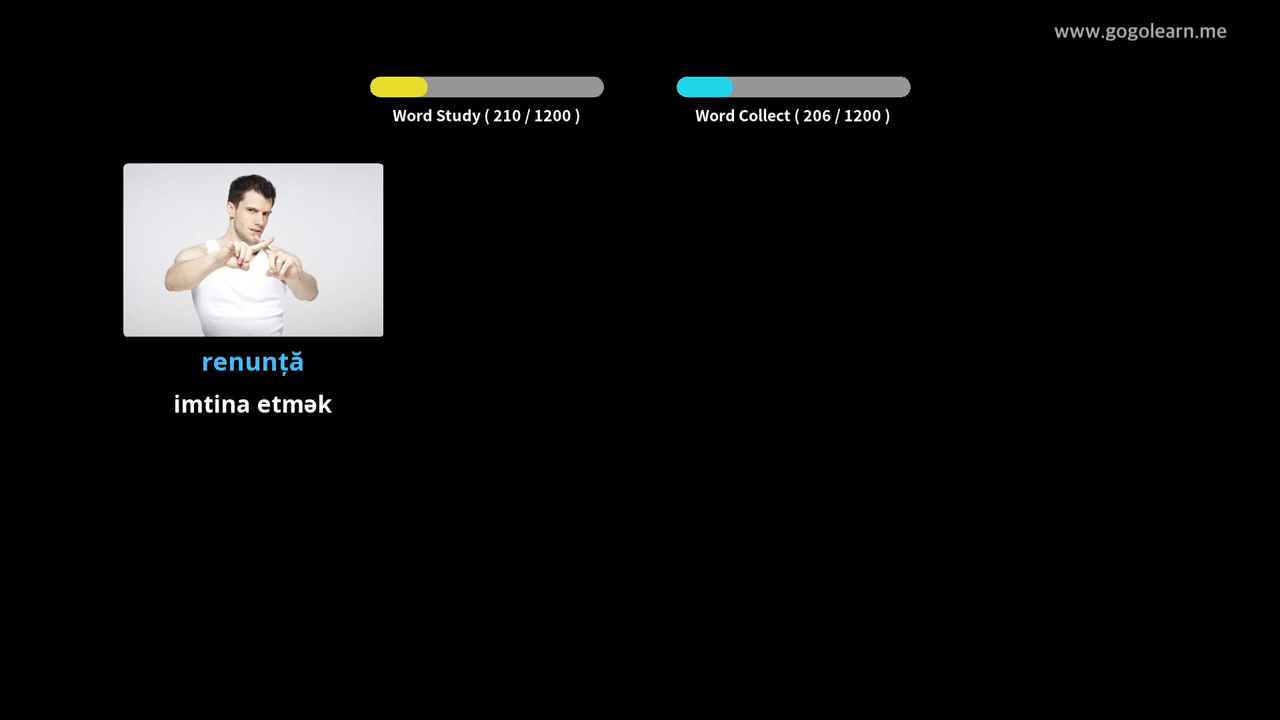 www.gogolearn.me
Word Study ( 210 / 1200 )
Word Collect ( 206 / 1200 )
renunță
imtina etmək